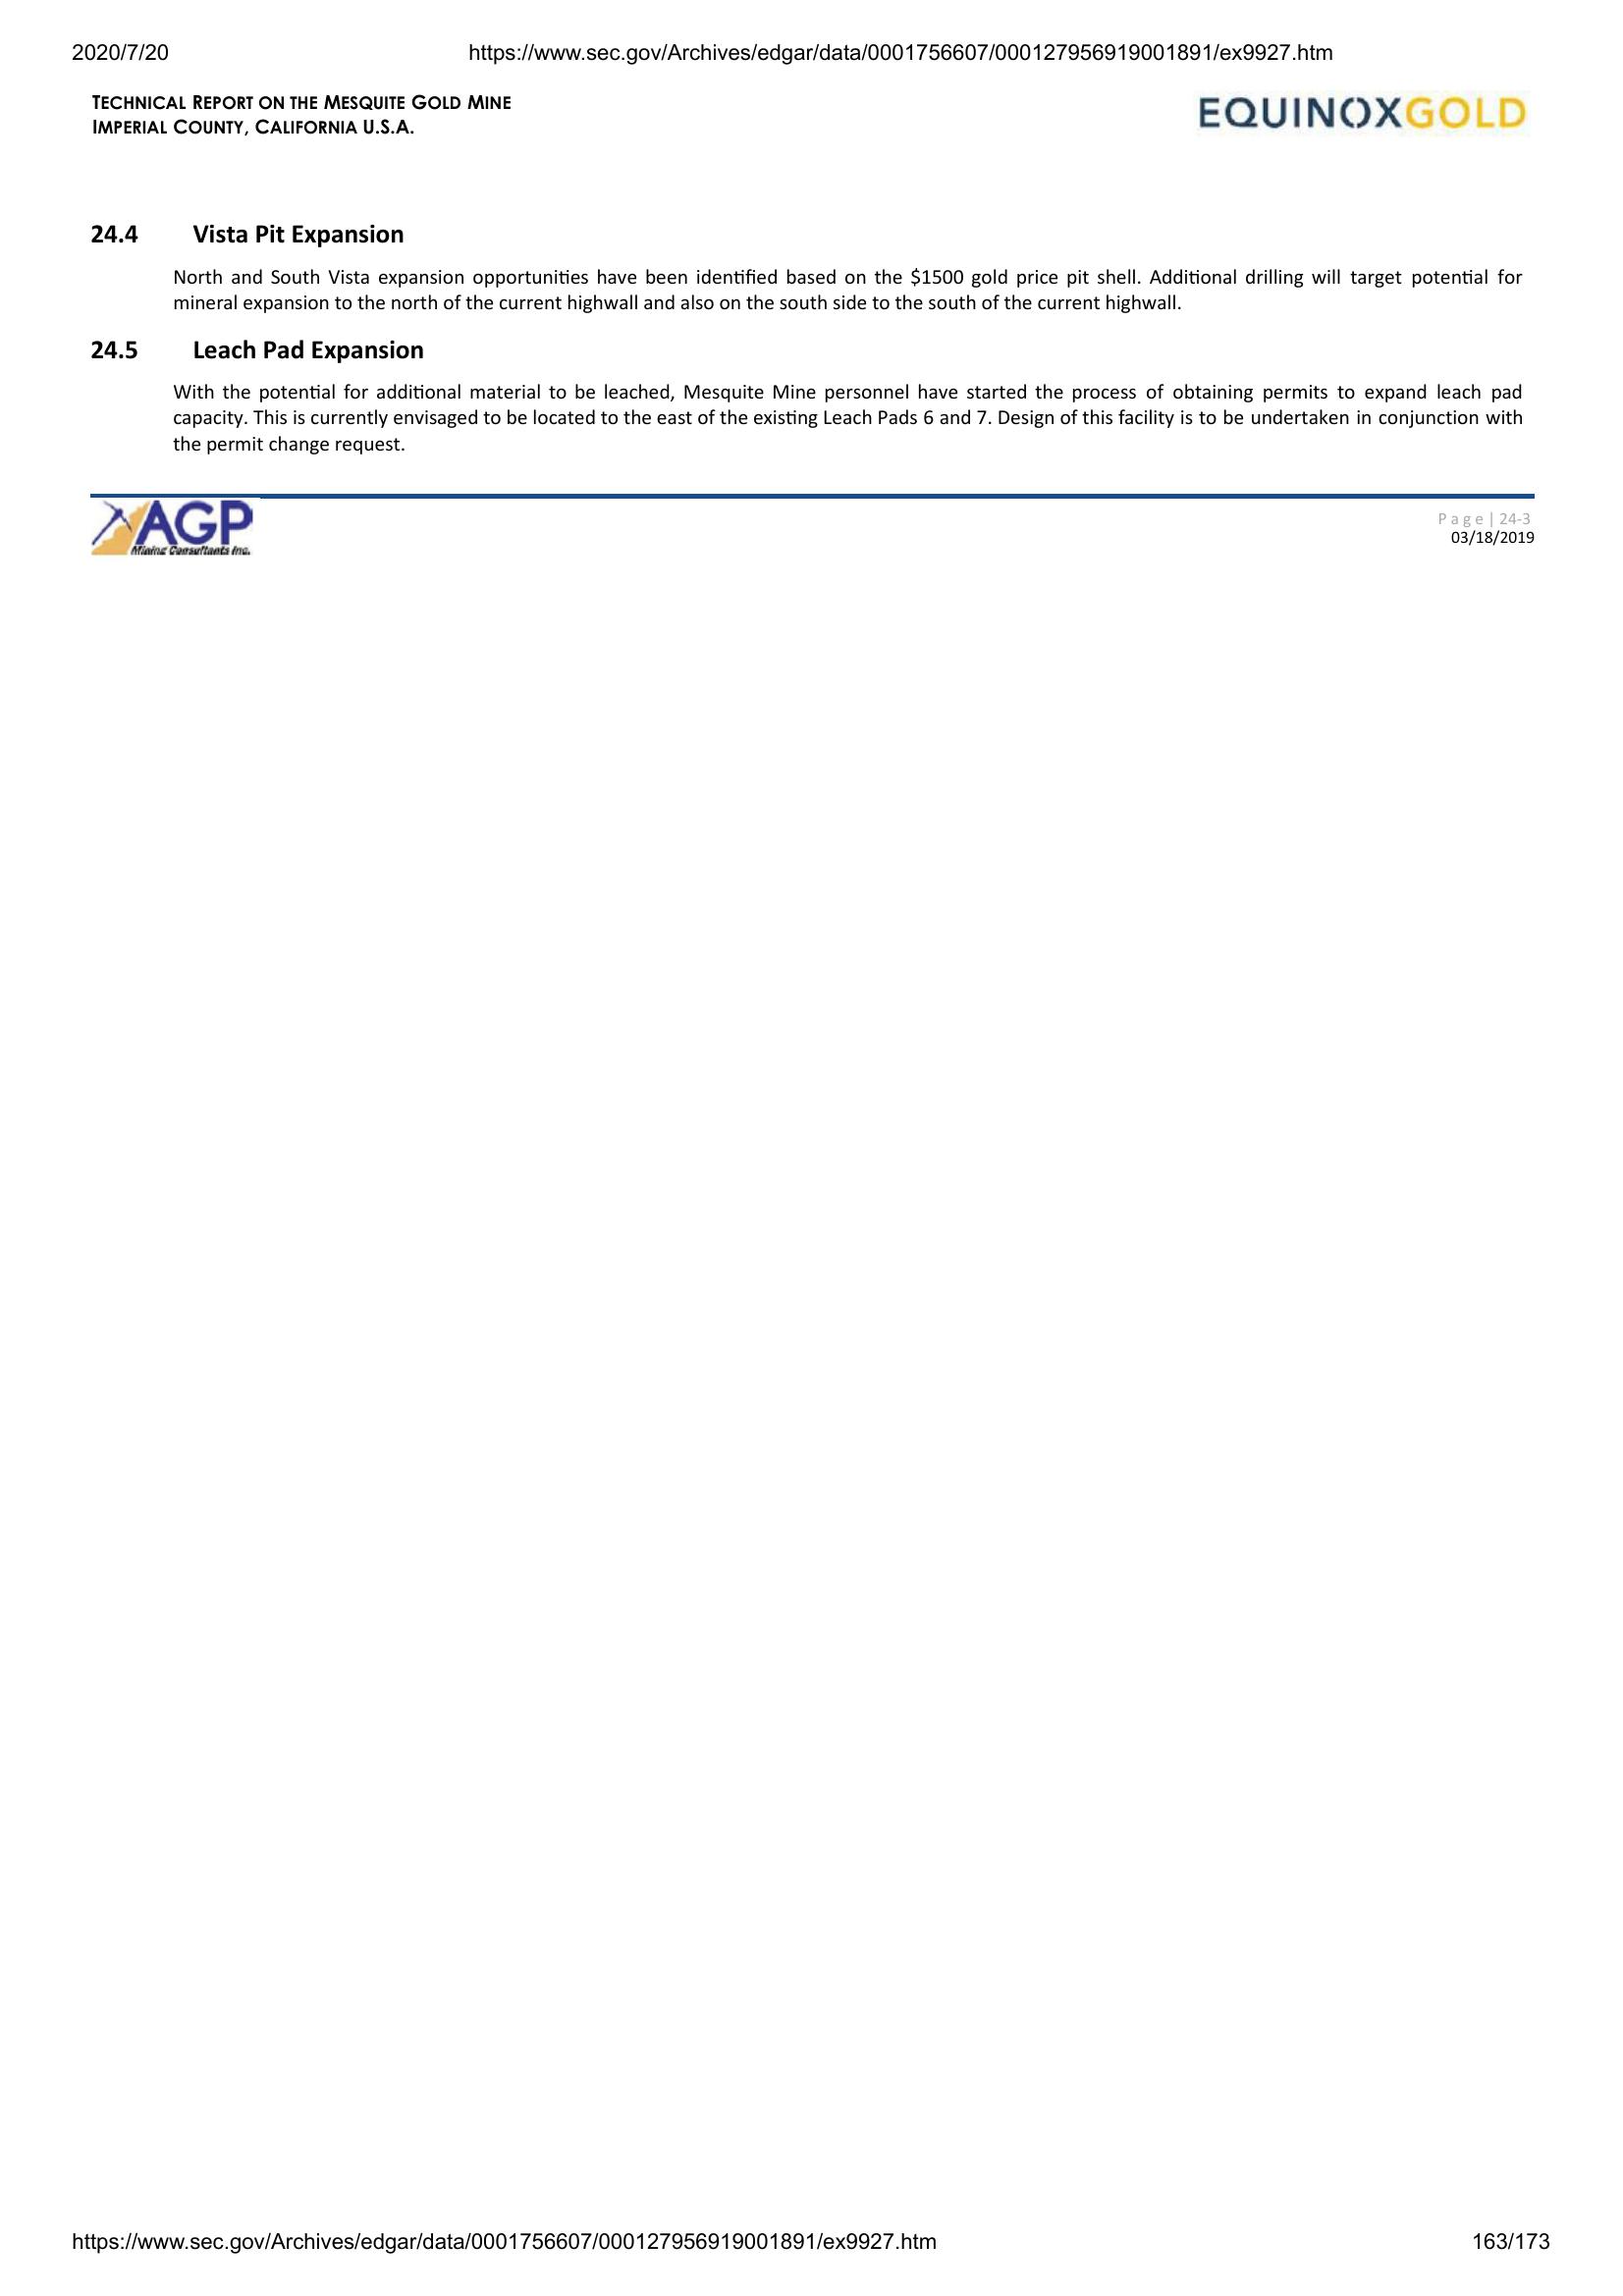 2020/7/20 https://www.sec.gov/Archives/edgar/data/0001756607/000127956919001891/ex9927.htm
TECHNICAL REPORT ON THE MESQUITE GOLD MINE
IMPERIAL COUNTY, CALIFORNIA U.S.A.
EQUINOXGOLD
24.4 Vista Pit Expansion
North and South Vista expansion opportunities have been identified based on the $1500 gold price pit shell. Additional drilling will target potential for
mineral expansion to the north of the current highwall and also on the south side to the south of the current highwall.
24.5 Leach Pad Expansion
With the potential for additional material to be leached, Mesquite Mine personnel have started the process of obtaining permits to expand leach pad
capacity. This is currently envisaged to be located to the east of the existing Leach Pads 6 and 7. Design of this facility is to be undertaken in conjunction with
the permit change request.
AGP
Mining Consultants Inc.
Page | 24-3
03/18/2019
https://www.sec.gov/Archives/edgar/data/0001756607/000127956919001891/ex9927.htm 163/173